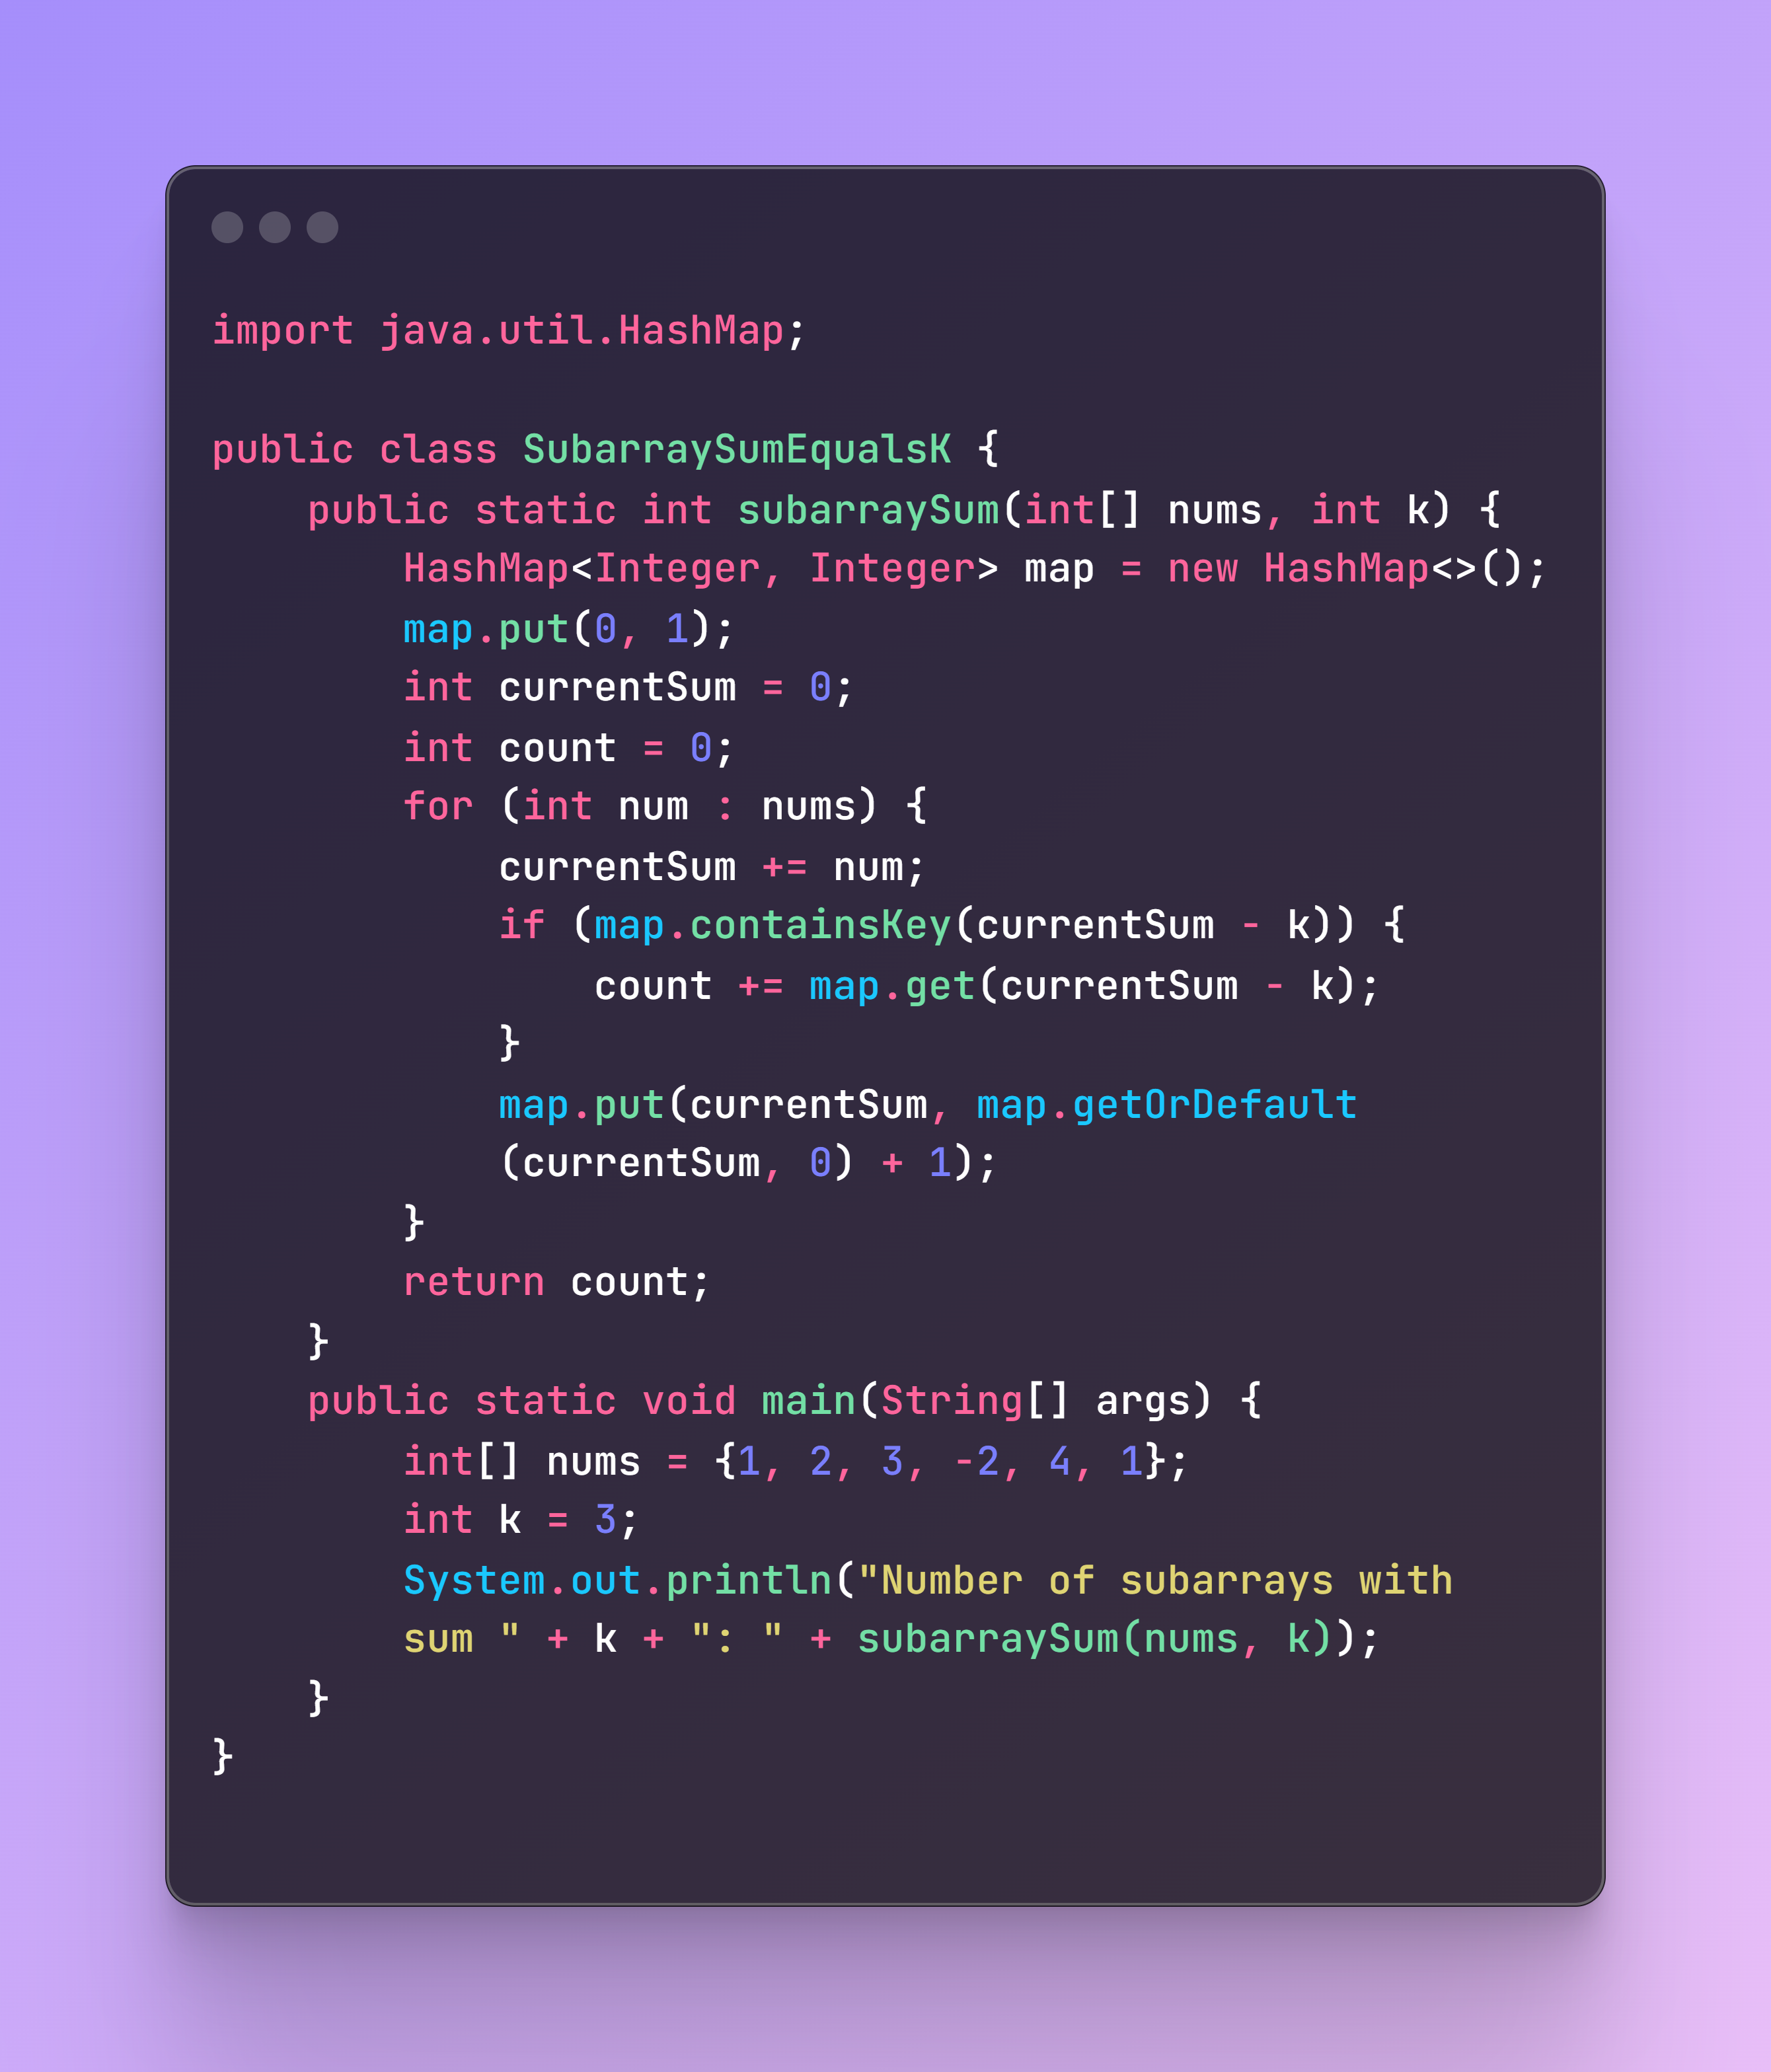 import java.util.HashMap;

public class SubarraySumEqualsK {
    public static int subarraySum(int[] nums, int k) {
        HashMap<Integer, Integer> map = new HashMap<>();
        map.put(0, 1);
        int currentSum = 0;
        int count = 0;
        for (int num : nums) {
            currentSum += num;
            if (map.containsKey(currentSum - k)) {
                count += map.get(currentSum - k);
            }
            map.put(currentSum, map.getOrDefault
            (currentSum, 0) + 1);
        }
        return count;
    }
    public static void main(String[] args) {
        int[] nums = {1, 2, 3, -2, 4, 1};
        int k = 3;
        System.out.println("Number of subarrays with
        sum " + k + ": " + subarraySum(nums, k));
    }
}